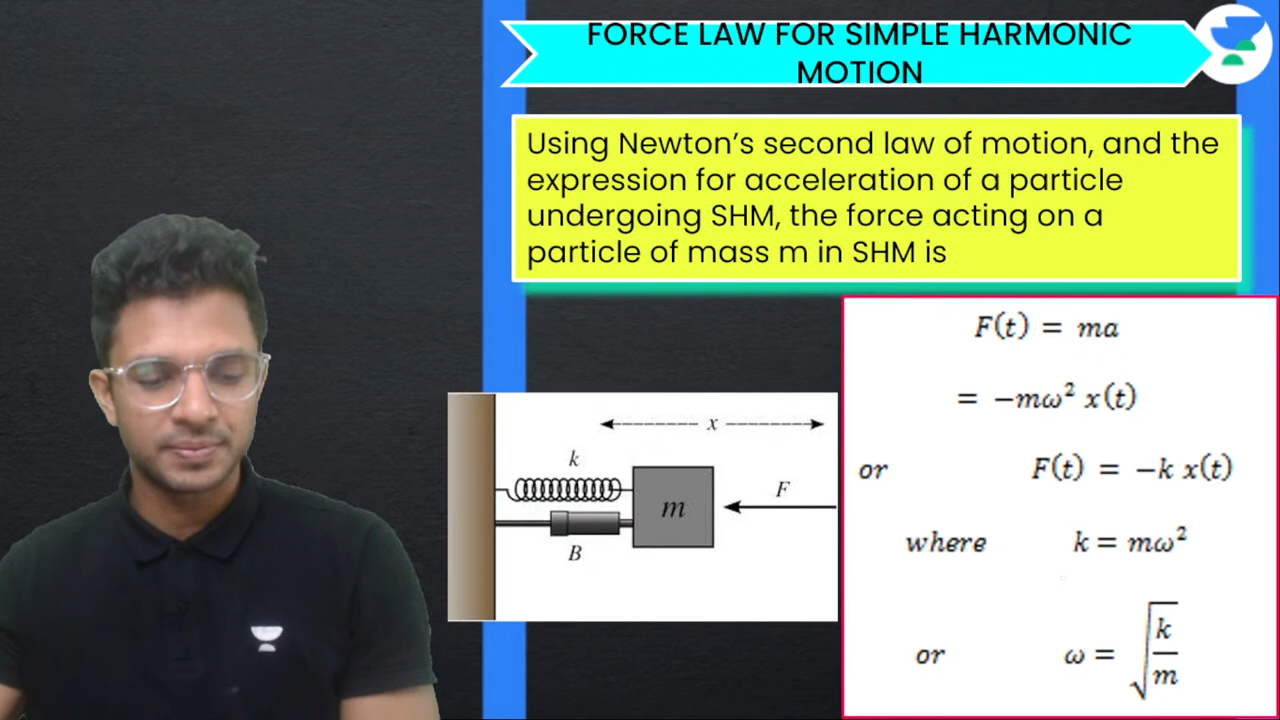 FORCE LAW FOR SIMPLE HARMONIC
MOTION
Using Newton’s second law of motion, and the
expression for acceleration of a particle
undergoing SHM, the force acting on a
particle of mass m in SHM is
F(t) = ma
= −mω² x(t)
or F(t) = −k x(t)
where k = mω²
or ω = √(k/m)
x
k
m
F
B